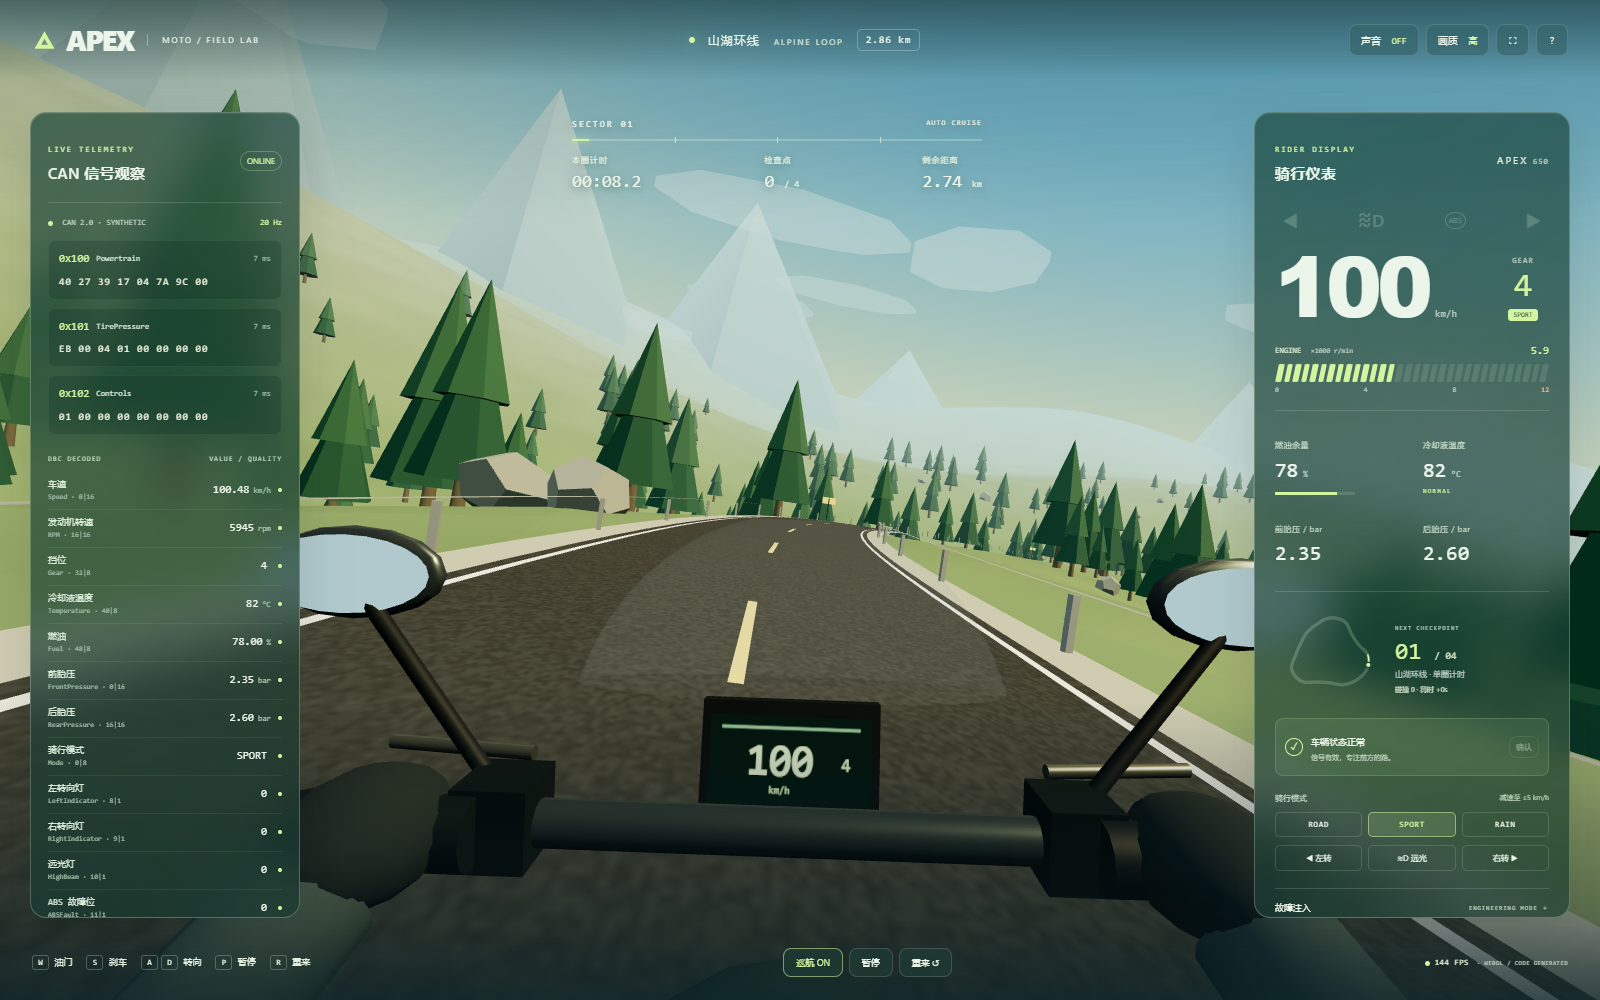 APEX MOTO / FIELD LAB
山湖环线 ALPINE LOOP 2.86 km
声音 OFF 画质 高 ?
SECTOR 01 AUTO CRUISE
本圈计时 检查点 剩余距离
00:08.2 0 / 4 2.74 km
LIVE TELEMETRY
CAN 信号观察 ONLINE
CAN 2.0 · SYNTHETIC 20 Hz
0x100 Powertrain 7 ms
40 27 39 17 04 7A 9C 00
0x101 TirePressure 7 ms
EB 00 04 01 00 00 00 00
0x102 Controls 7 ms
01 00 00 00 00 00 00 00
DBC DECODED VALUE / QUALITY
车速 100.48 km/h
Speed · 0|16
发动机转速 5945 rpm
RPM · 16|16
挡位 4
Gear · 32|8
冷却液温度 82 °C
Temperature · 40|8
燃油 78.00 %
Fuel · 48|8
前胎压 2.35 bar
FrontPressure · 0|16
后胎压 2.60 bar
RearPressure · 16|16
骑行模式 SPORT
Mode · 0|8
左转向灯 0
LeftIndicator · 8|1
右转向灯 0
RightIndicator · 9|1
远光灯 0
HighBeam · 10|1
ABS 故障位 0
ABSFault · 11|1
100 4
km/h
RIDER DISPLAY
骑行仪表 APEX 650
◀ ≋D ABS ▶
100 km/h
GEAR
4
SPORT
ENGINE ×1000 r/min 5.9
0 4 8 12
燃油余量 冷却液温度
78 % 82 °C
NORMAL
前胎压 / bar 后胎压 / bar
2.35 2.60
NEXT CHECKPOINT
01 / 04
山湖环线 · 单圈计时
碰撞 0 · 罚时 +0s
✓ 车辆状态正常 确认
信号有效，专注前方的路。
骑行模式 减速至 ≤5 km/h
ROAD SPORT RAIN
◀ 左转 ≋D 远光 右转 ▶
故障注入 ENGINEERING MODE +
W 油门 S 刹车 A D 转向 P 暂停 R 重来
巡航 ON 暂停 重来 ↺
144 FPS · WEBGL / CODE GENERATED